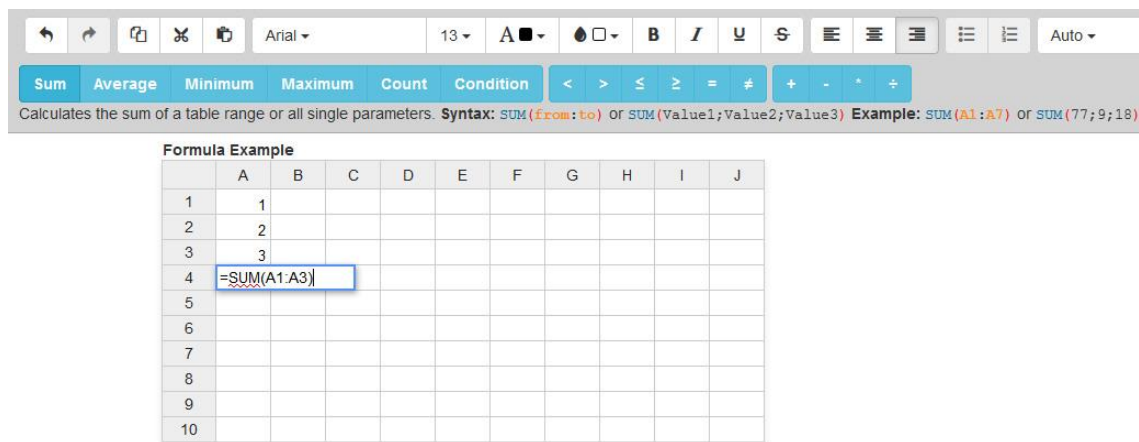 Arial 13 A B I U S Auto
Sum Average Minimum Maximum Count Condition < > ≤ ≥ = ≠ + - * ÷
Calculates the sum of a table range or all single parameters. Syntax: SUM(from:to) or SUM(Value1;Value2;Value3) Example: SUM(A1:A7) or SUM(77;9;18)
Formula Example
A B C D E F G H I J
1 1
2 2
3 3
4 =SUM(A1:A3)
5
6
7
8
9
10